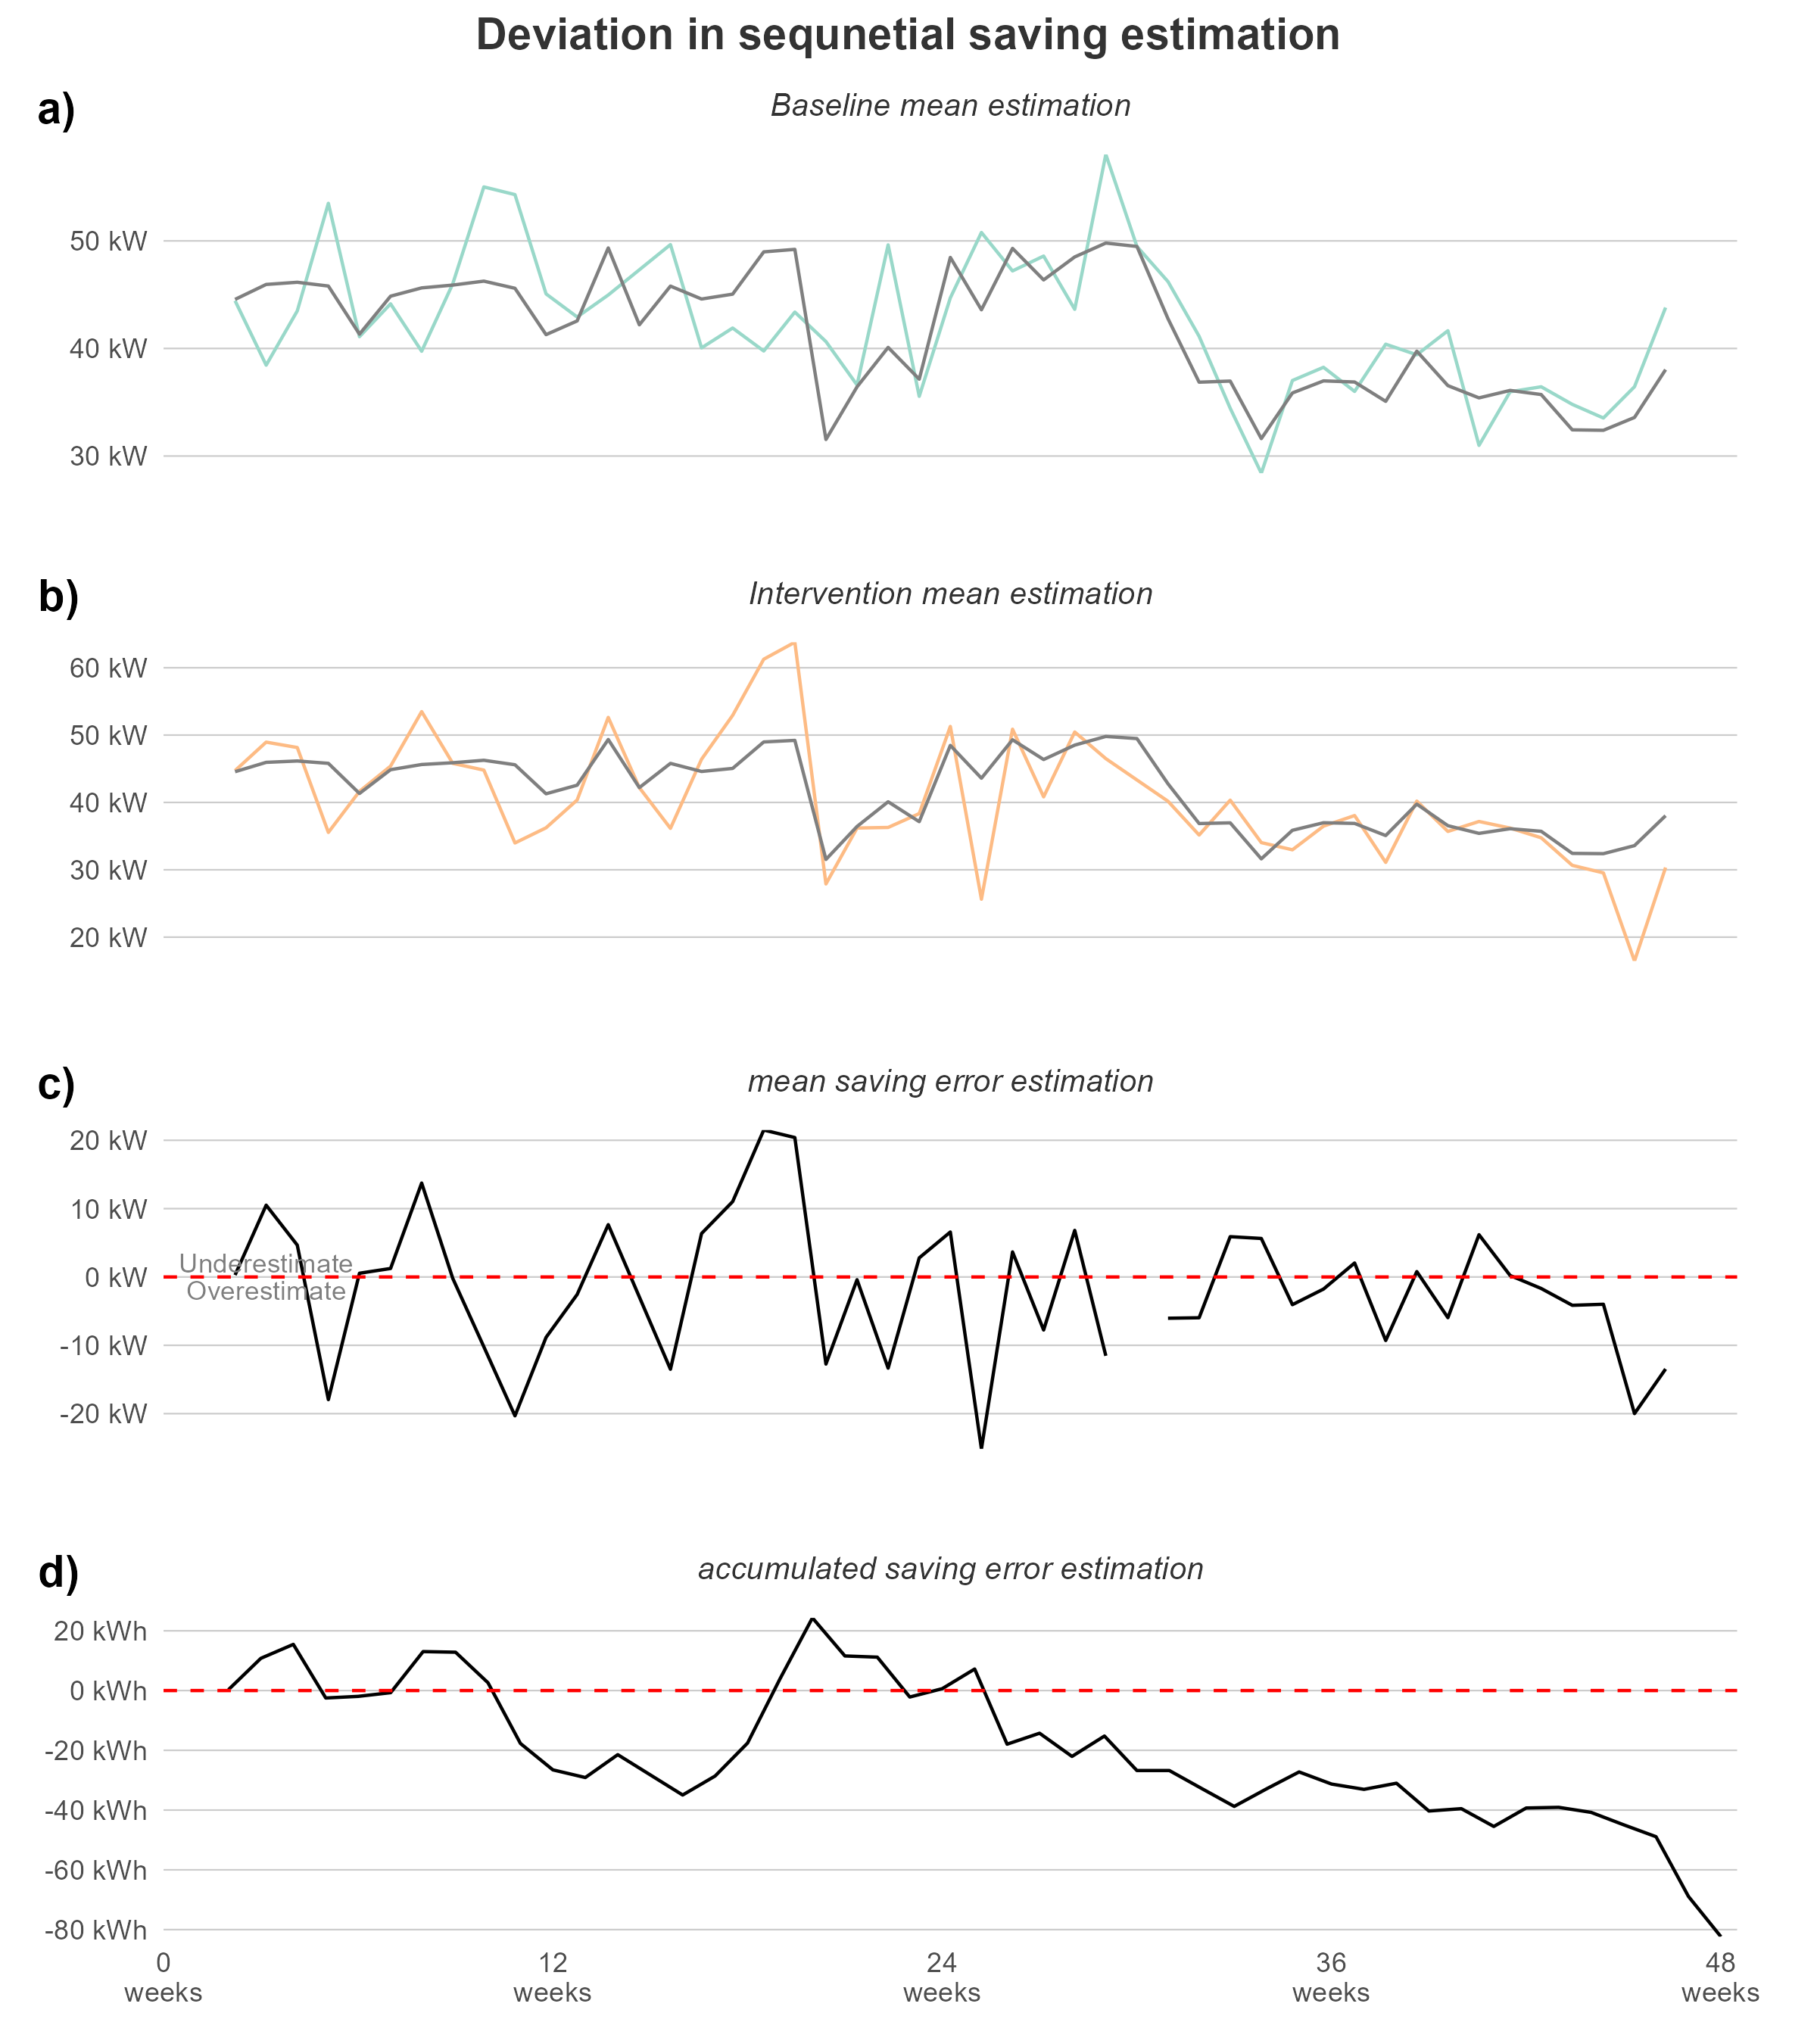 Deviation in sequnetial saving estimation
a)
Baseline mean estimation
50 kW
40 kW
30 kW
b)
Intervention mean estimation
60 kW
50 kW
40 kW
30 kW
20 kW
c)
mean saving error estimation
20 kW
10 kW
Underestimate
0 kW
Overestimate
-10 kW
-20 kW
d)
accumulated saving error estimation
20 kWh
0 kWh
-20 kWh
-40 kWh
-60 kWh
-80 kWh
0 12 24 36 48
weeks weeks weeks weeks weeks